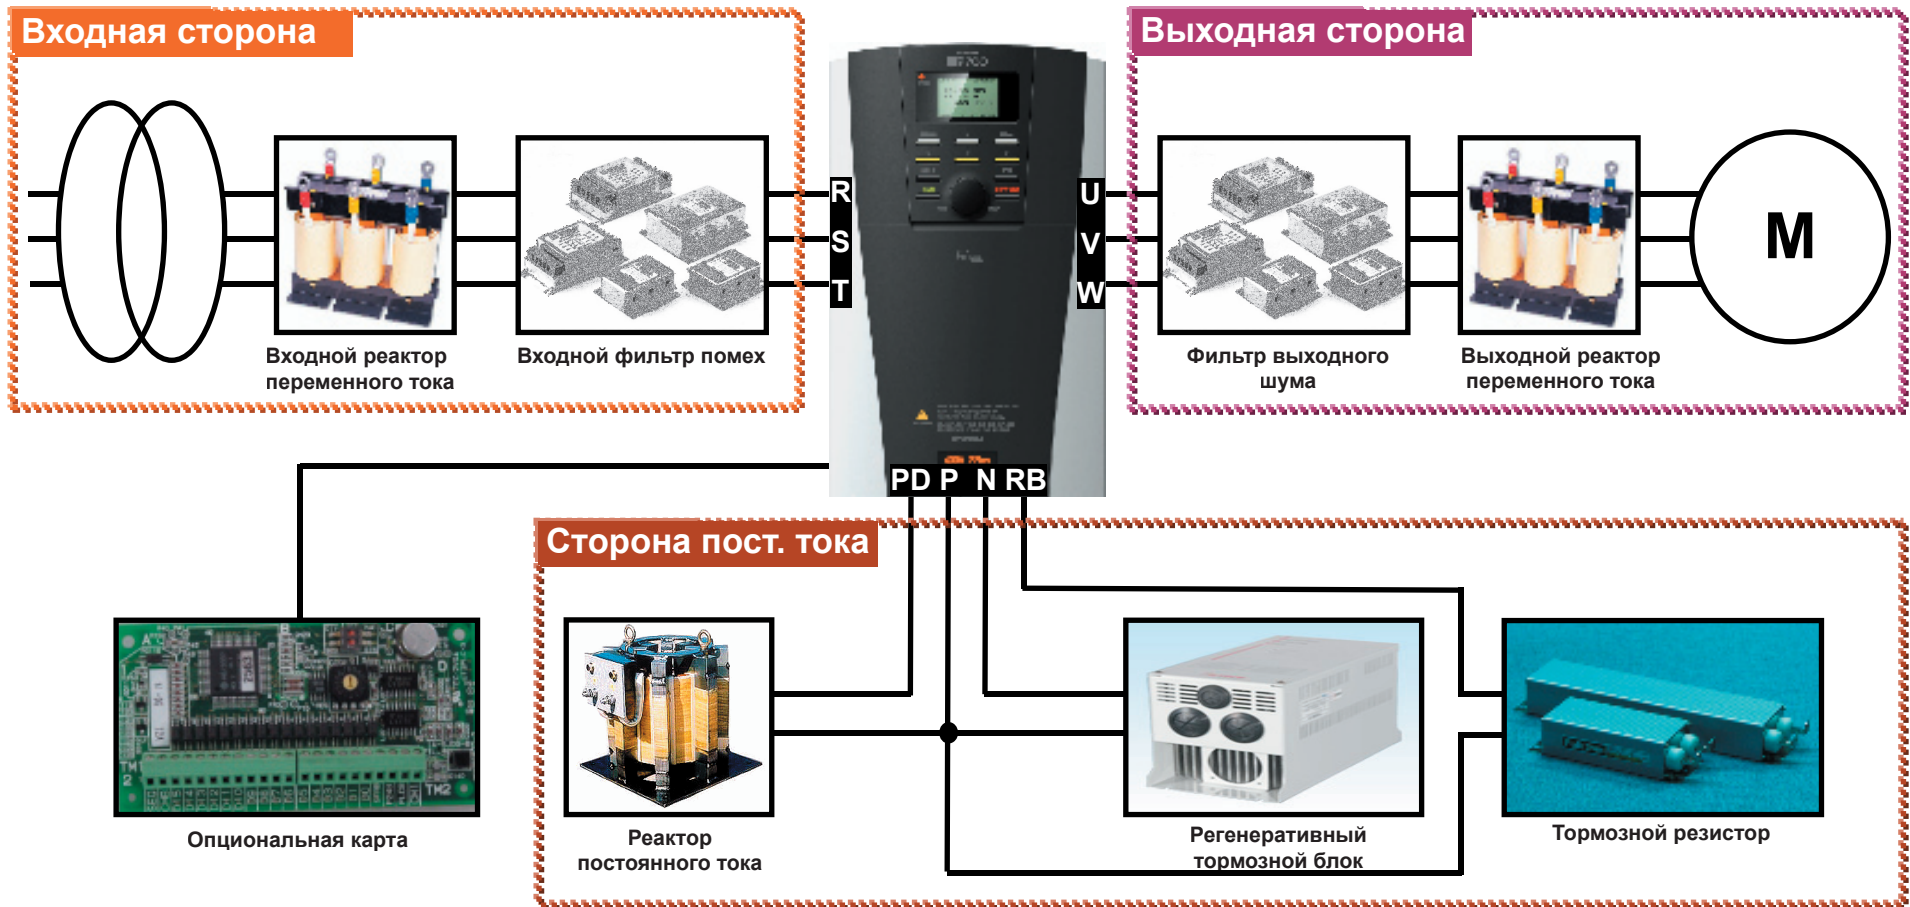 Входная сторона
Выходная сторона
R
S
T
U
V
W
M
Входной реактор
переменного тока
Входной фильтр помех
Фильтр выходного
шума
Выходной реактор
переменного тока
PD P N RB
Сторона пост. тока
TM2
Опциональная карта
Реактор
постоянного тока
Регенеративный
тормозной блок
Тормозной резистор